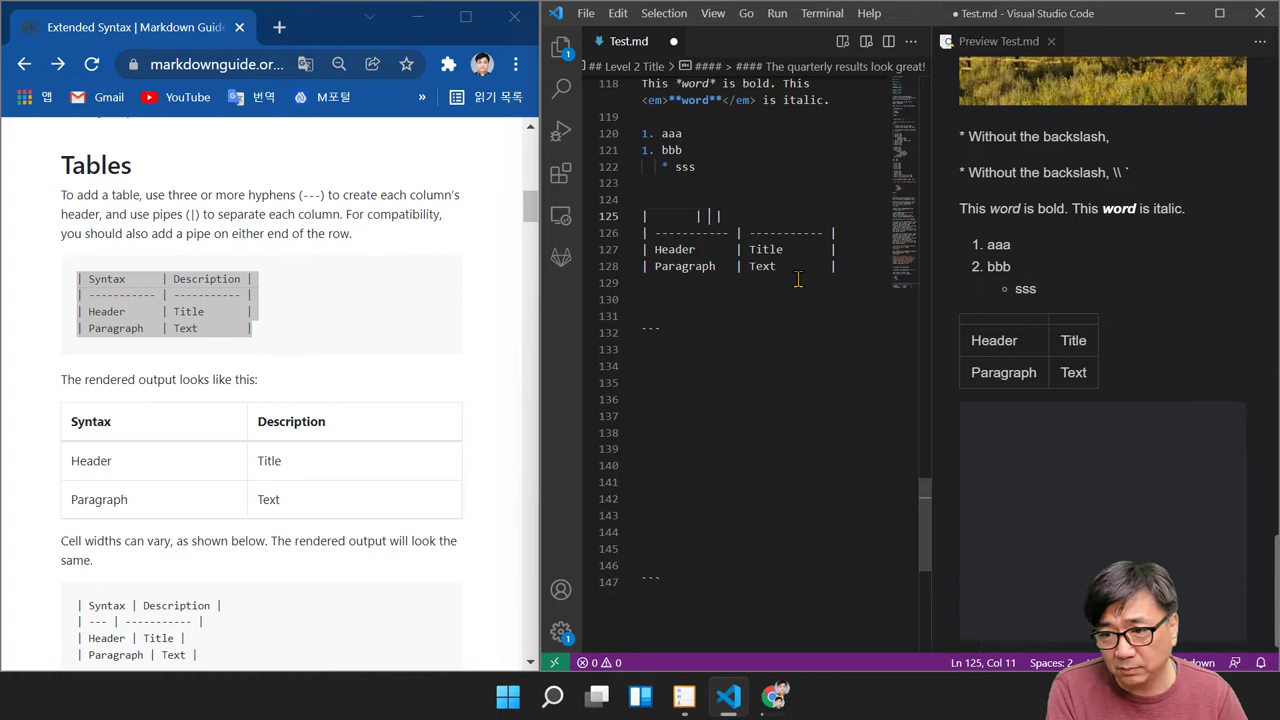 Extended Syntax | Markdown Guide
markdownguide.or...
앱
Gmail
YouTube
번역
M포털
»
읽기 목록
Tables
To add a table, use three or more hyphens (---) to create each column's
header, and use pipes (|) to separate each column. For compatibility,
you should also add a pipe on either end of the row.
| Syntax | Description |
| ----------- | ----------- |
| Header | Title |
| Paragraph | Text |
The rendered output looks like this:
Syntax Description
Header Title
Paragraph Text
Cell widths can vary, as shown below. The rendered output will look the
same.
| Syntax | Description |
| --- | ----------- |
| Header | Title |
| Paragraph | Text |
File Edit Selection View Go Run Terminal Help
● Test.md - Visual Studio Code
Test.md ●
## Level 2 Title > #### > #### The quarterly results look great!
118 This *word* is bold. This
<em>**word**</em> is italic.
119
120 1. aaa
121 1. bbb
122 * sss
123
124
125 | | |
126 | ----------- | ----------- |
127 | Header | Title |
128 | Paragraph | Text |
129
130
131
132 ```
133
134
135
136
137
138
139
140
141
142
143
144
145
146
147 ```
1
1
Preview Test.md
* Without the backslash,
* Without the backslash, \\ `
This word is bold. This word is italic.
1. aaa
2. bbb
○ sss
Header Title
Paragraph Text
0 0
Ln 125, Col 11 Spaces: 2
down